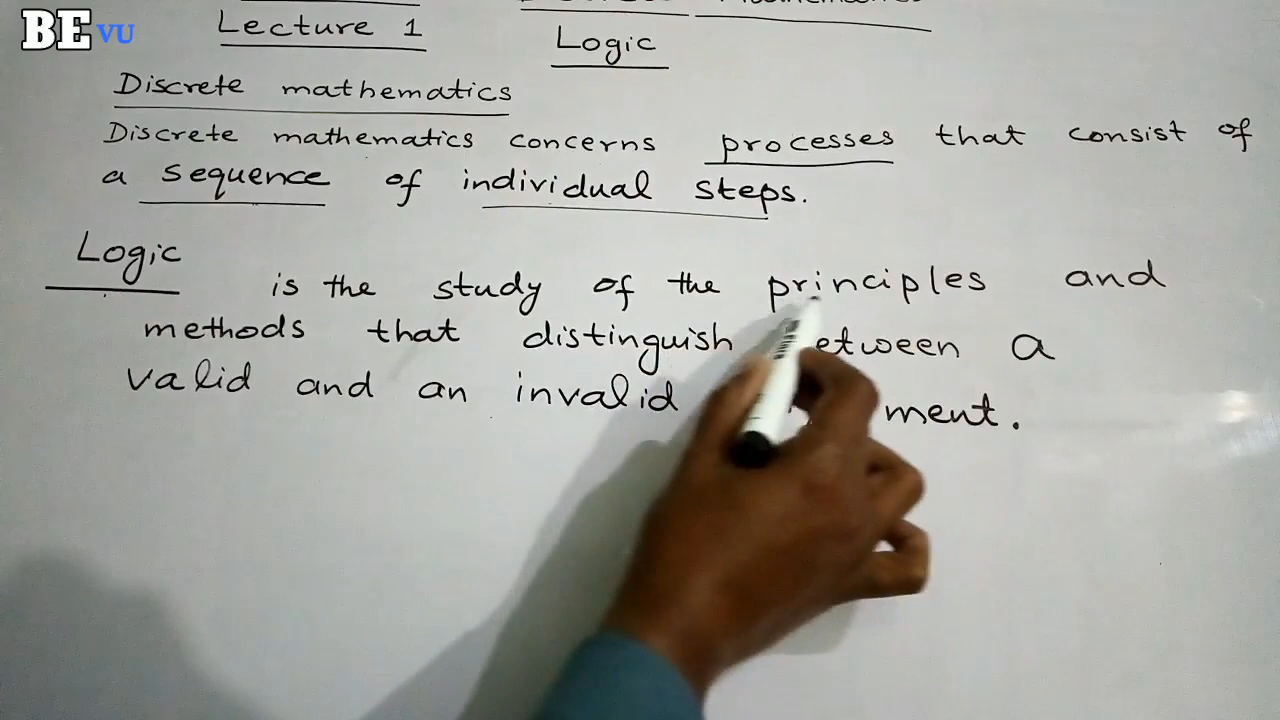 BE VU
Lecture 1
Logic
Discrete mathematics
Discrete mathematics concerns processes that consist of
a sequence of individual steps.
Logic is the study of the principles and
methods that distinguish etween a
valid and an invalid ment.